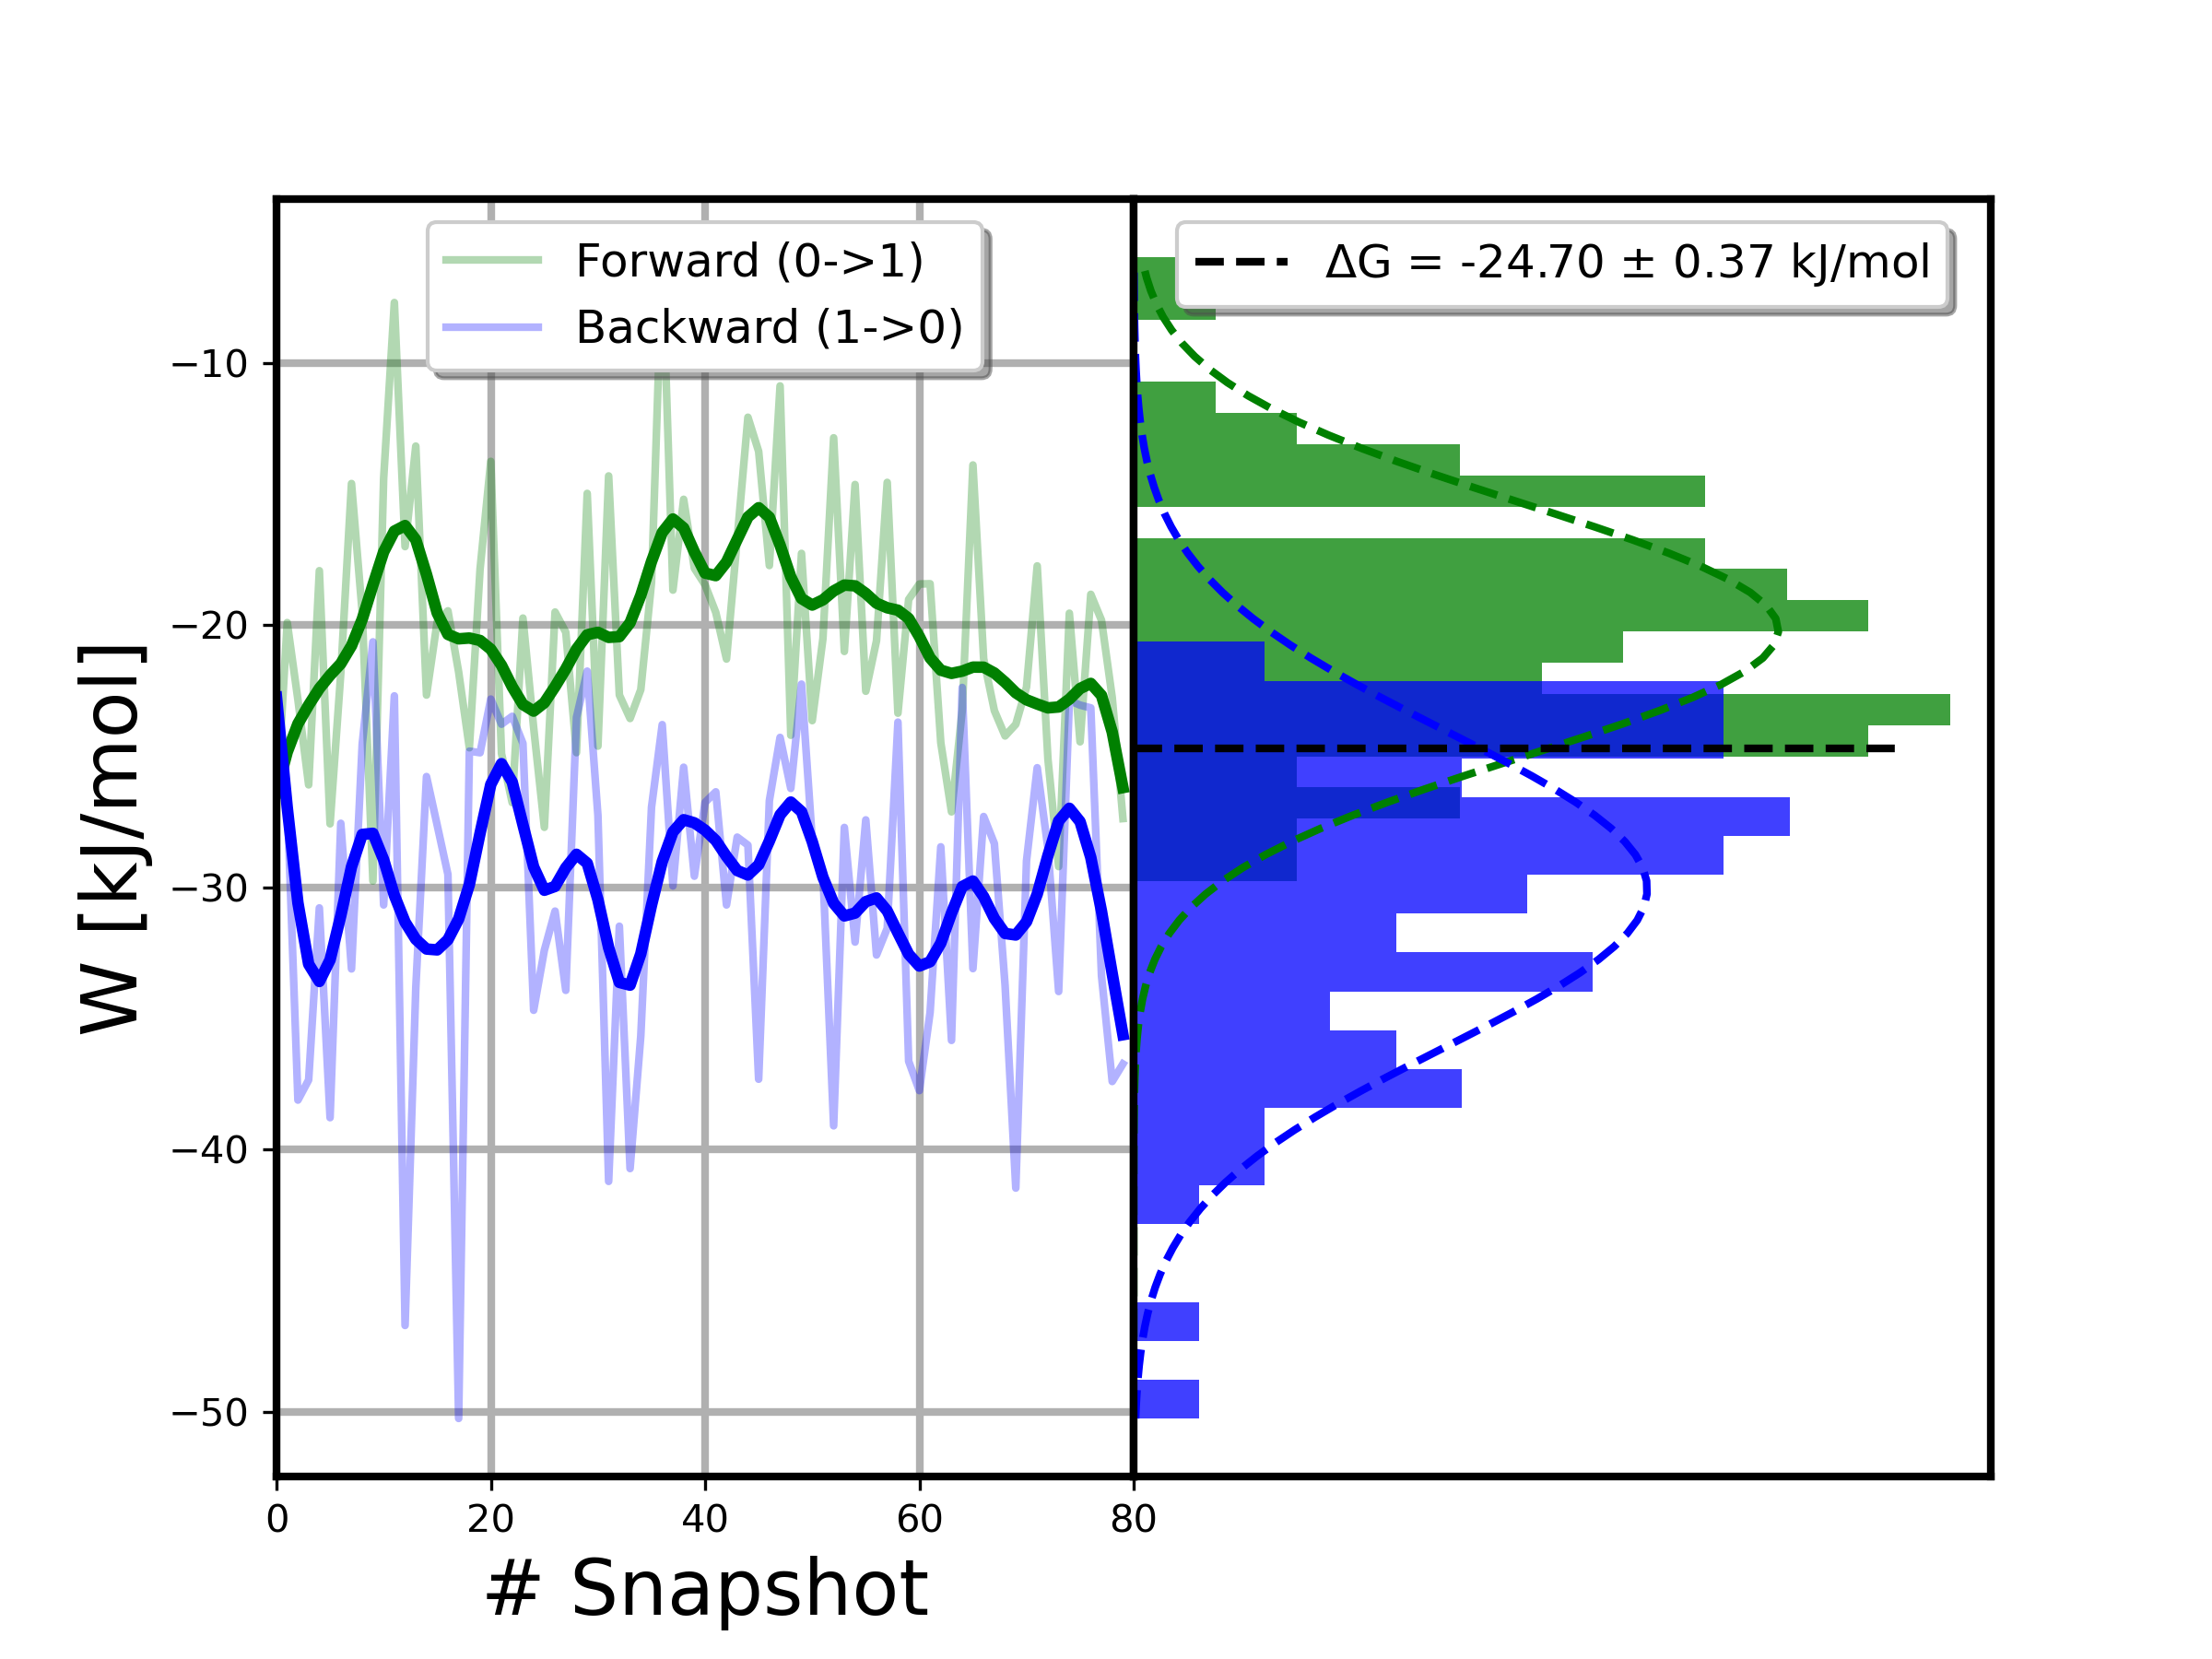 Forward (0->1)
Backward (1->0)
ΔG = -24.70 ± 0.37 kJ/mol
W [kJ/mol]
−10
−20
−30
−40
−50
0 20 40 60 80
# Snapshot